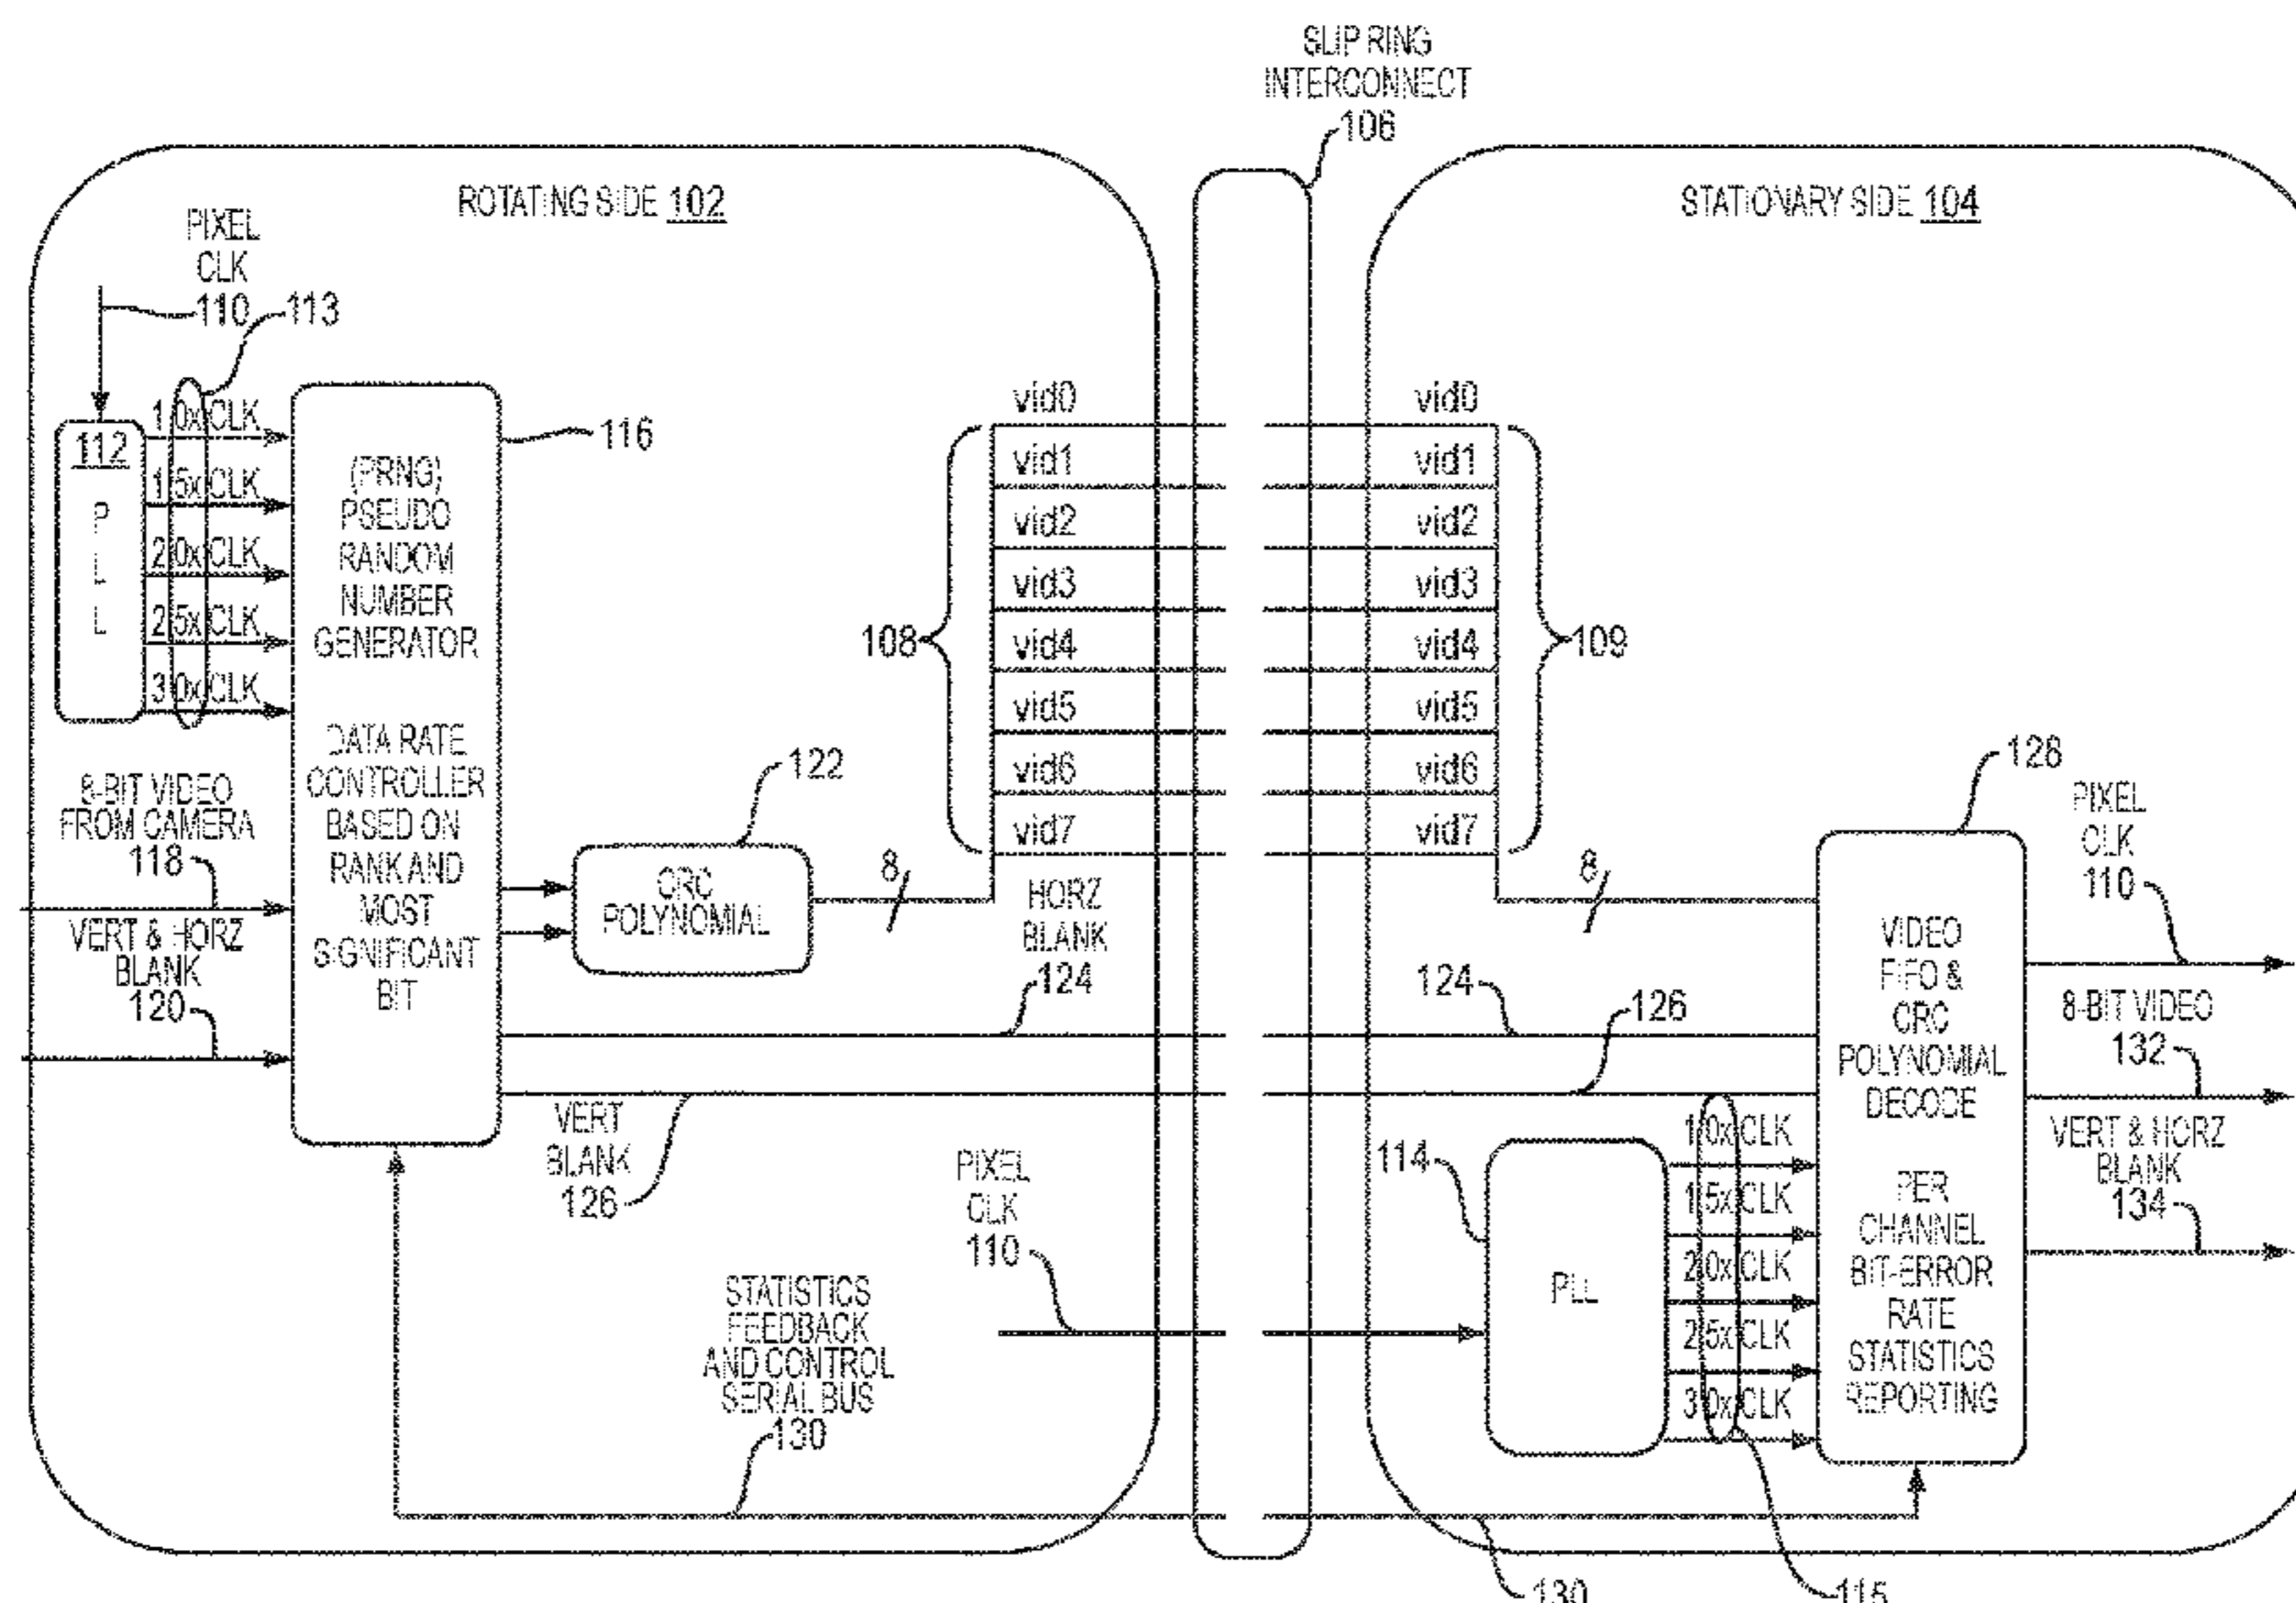 SLIP RING
INTERCONNECT
106
ROTATING SIDE 102
PIXEL
CLK
110
113
112
P
L
L
1.0x CLK
1.5x CLK
2.0x CLK
2.5x CLK
3.0x CLK
116
(PRNG)
PSEUDO
RANDOM
NUMBER
GENERATOR
DATA RATE
CONTROLLER
BASED ON
RANK AND
MOST
SIGNIFICANT
BIT
8-BIT VIDEO
FROM CAMERA
118
VERT & HORZ
BLANK
120
122
CRC
POLYNOMIAL
8
108
vid0
vid1
vid2
vid3
vid4
vid5
vid6
vid7
HORZ
BLANK
124
VERT
BLANK
126
PIXEL
CLK
110
STATISTICS
FEEDBACK
AND CONTROL
SERIAL BUS
130
STATIONARY SIDE 104
vid0
vid1
vid2
vid3
vid4
vid5
vid6
vid7
109
8
124
126
114
PLL
1.0x CLK
1.5x CLK
2.0x CLK
2.5x CLK
3.0x CLK
128
VIDEO
FIFO &
CRC
POLYNOMIAL
DECODE
PER
CHANNEL
BIT-ERROR
RATE
STATISTICS
REPORTING
PIXEL
CLK
110
8-BIT VIDEO
132
VERT & HORZ
BLANK
134
130
115